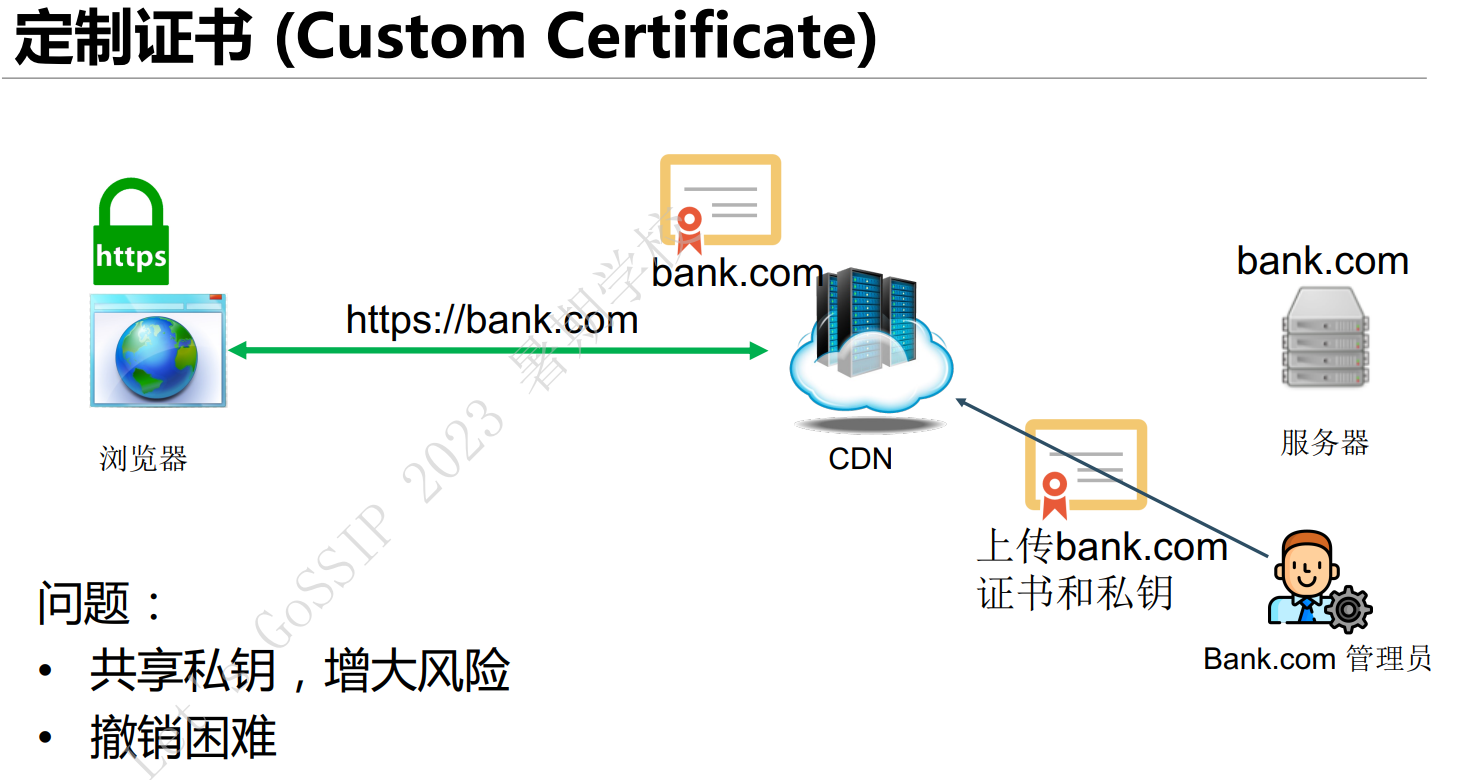 定制证书 (Custom Certificate)
https
bank.com
bank.com
https://bank.com
浏览器
CDN
服务器
上传bank.com
证书和私钥
Bank.com 管理员
问题：
• 共享私钥，增大风险
• 撤销困难
Let's GoSSIP 2023 暑期学校